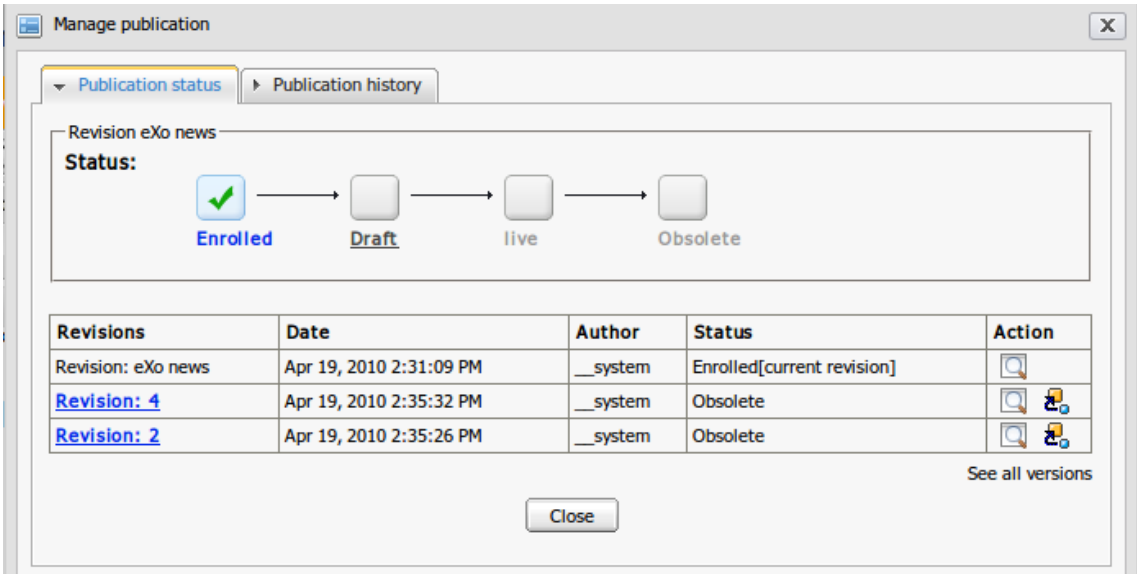 Manage publication
X
Publication status Publication history
Revision eXo news
Status:
Enrolled Draft live Obsolete
Revisions Date Author Status Action
Revision: eXo news Apr 19, 2010 2:31:09 PM __system Enrolled[current revision]
Revision: 4 Apr 19, 2010 2:35:32 PM __system Obsolete
Revision: 2 Apr 19, 2010 2:35:26 PM __system Obsolete
See all versions
Close